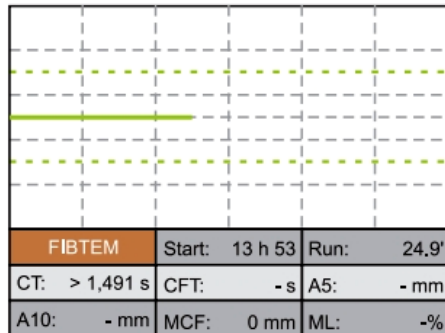 FIBTEM Start: 13 h 53 Run: 24.9'
CT: > 1,491 s CFT: - s A5: - mm
A10: - mm MCF: 0 mm ML: -%